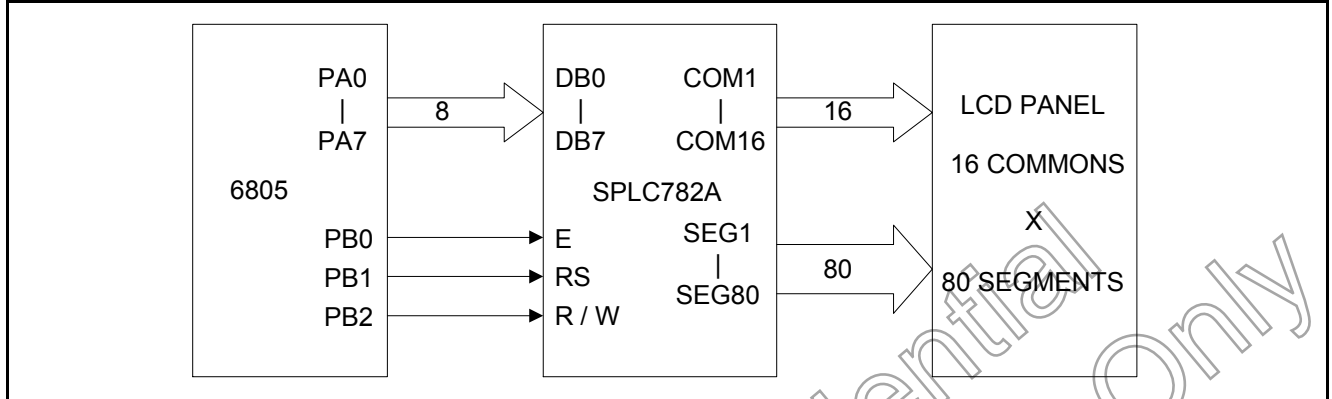 PA0
|
PA7
6805
PB0
PB1
PB2
8
DB0
|
DB7
SPLC782A
E
RS
R / W
COM1
|
COM16
SEG1
|
SEG80
16
80
LCD PANEL
16 COMMONS
X
80 SEGMENTS
Only